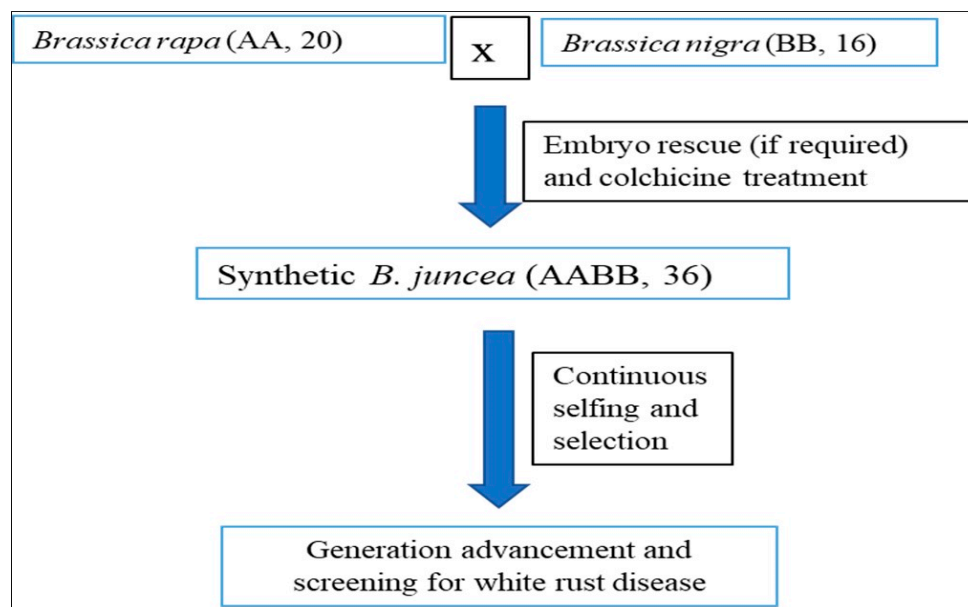 Brassica rapa (AA, 20)
X
Brassica nigra (BB, 16)
Embryo rescue (if required)
and colchicine treatment
Synthetic B. juncea (AABB, 36)
Continuous
selfing and
selection
Generation advancement and
screening for white rust disease